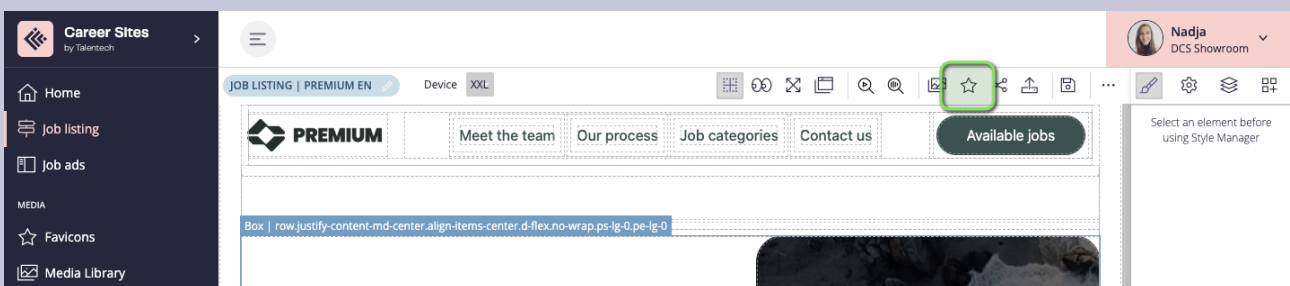 Career Sites
by Talentech
Home
Job listing
Job ads
MEDIA
Favicons
Media Library
JOB LISTING | PREMIUM EN
Device XXL
PREMIUM
Meet the team Our process Job categories Contact us Available jobs
Box | row.justify-content-md-center.align-items-center.d-flex.no-wrap.ps-lg-0.pe-lg-0
Nadja
DCS Showroom
Select an element before
using Style Manager